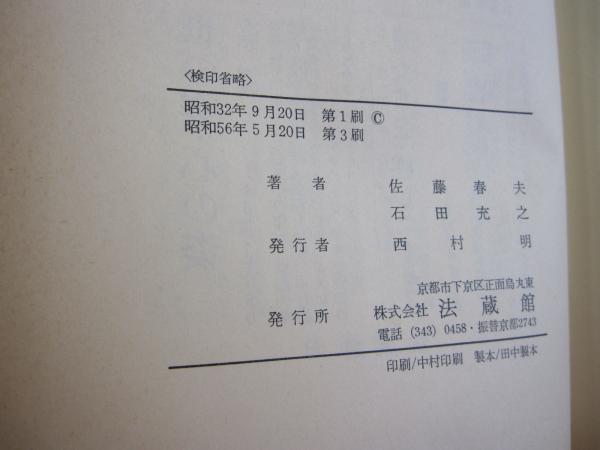 〈検印省略〉
昭和32年9月20日 第1刷 ©
昭和56年5月20日 第3刷
著者 佐藤春夫
石田充之
発行者 西村明
京都市下京区正面烏丸東
発行所 株式会社 法蔵館
電話 (343) 0458・振替京都2743
印刷/中村印刷 製本/田中製本